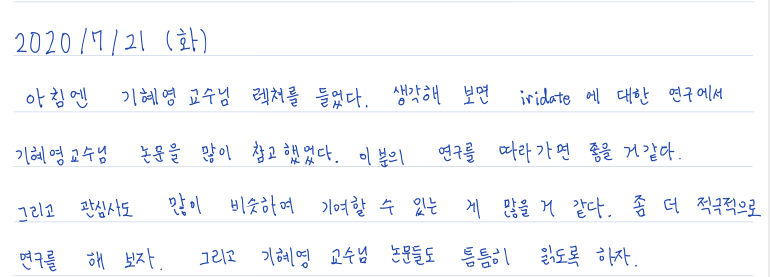 2020/7/21 (화)
아침엔 기혜영교수님 렉쳐를 들었다. 생각해 보면 iridate 에 대한 연구에서
기혜영교수님 논문을 많이 참고했었다. 이분의 연구를 따라가면 좋을 거같다.
그리고 관심사도 많이 비슷하여 기여할 수 있는 게 많을 거 같다. 좀 더 적극적으로
연구를 해 보자. 그리고 기혜영 교수님 논문들도 틈틈히 읽도록 하자.